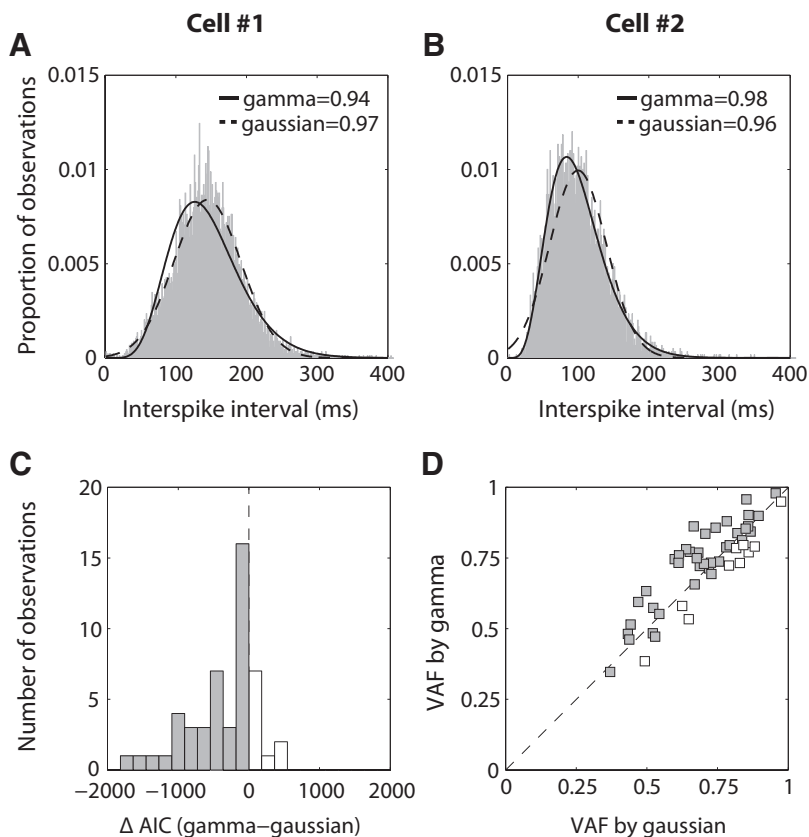 Cell #1
Cell #2
A
B
0.015
0.01
0.005
0
Proportion of observations
gamma=0.94
gaussian=0.97
0 100 200 300 400
Interspike interval (ms)
0.015
0.01
0.005
0
gamma=0.98
gaussian=0.96
0 100 200 300 400
Interspike interval (ms)
C
D
20
15
10
5
0
Number of observations
−2000 −1000 0 1000 2000
Δ AIC (gamma−gaussian)
1
0.75
0.5
0.25
0
VAF by gamma
0 0.25 0.5 0.75 1
VAF by gaussian